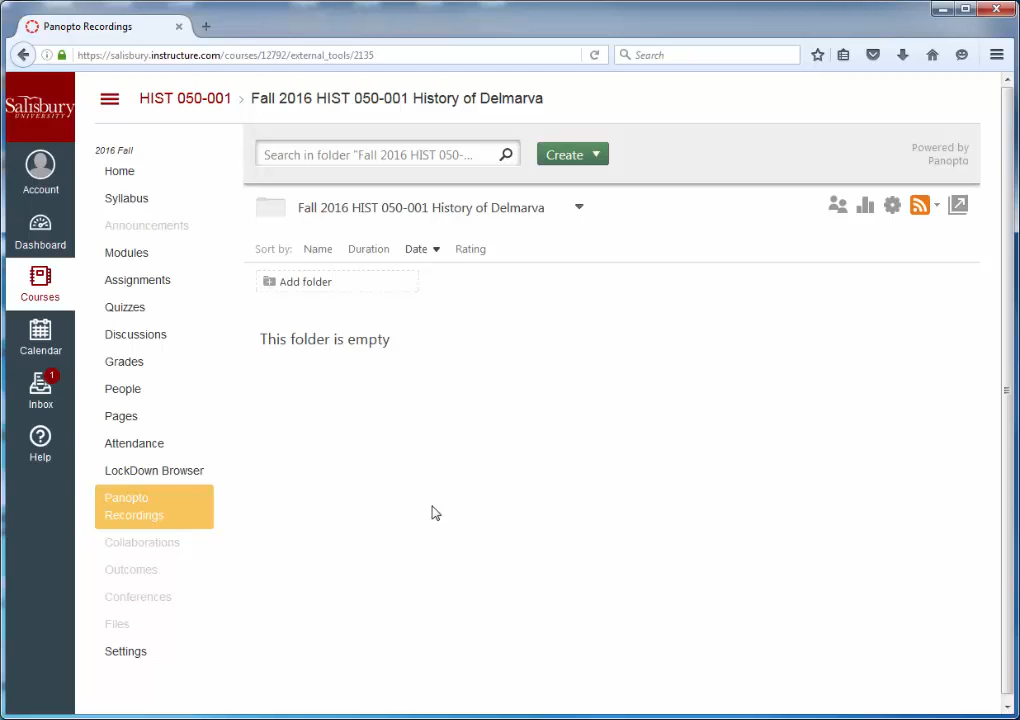 Panopto Recordings
https://salisbury.instructure.com/courses/12792/external_tools/2135
Search
Salisbury
UNIVERSITY
HIST 050-001 › Fall 2016 HIST 050-001 History of Delmarva
Account
Dashboard
Courses
Calendar
1
Inbox
Help
2016 Fall
Home
Syllabus
Announcements
Modules
Assignments
Quizzes
Discussions
Grades
People
Pages
Attendance
LockDown Browser
Panopto
Recordings
Collaborations
Outcomes
Conferences
Files
Settings
Search in folder "Fall 2016 HIST 050-...
Create
Powered by
Panopto
Fall 2016 HIST 050-001 History of Delmarva
Sort by: Name Duration Date Rating
Add folder
This folder is empty